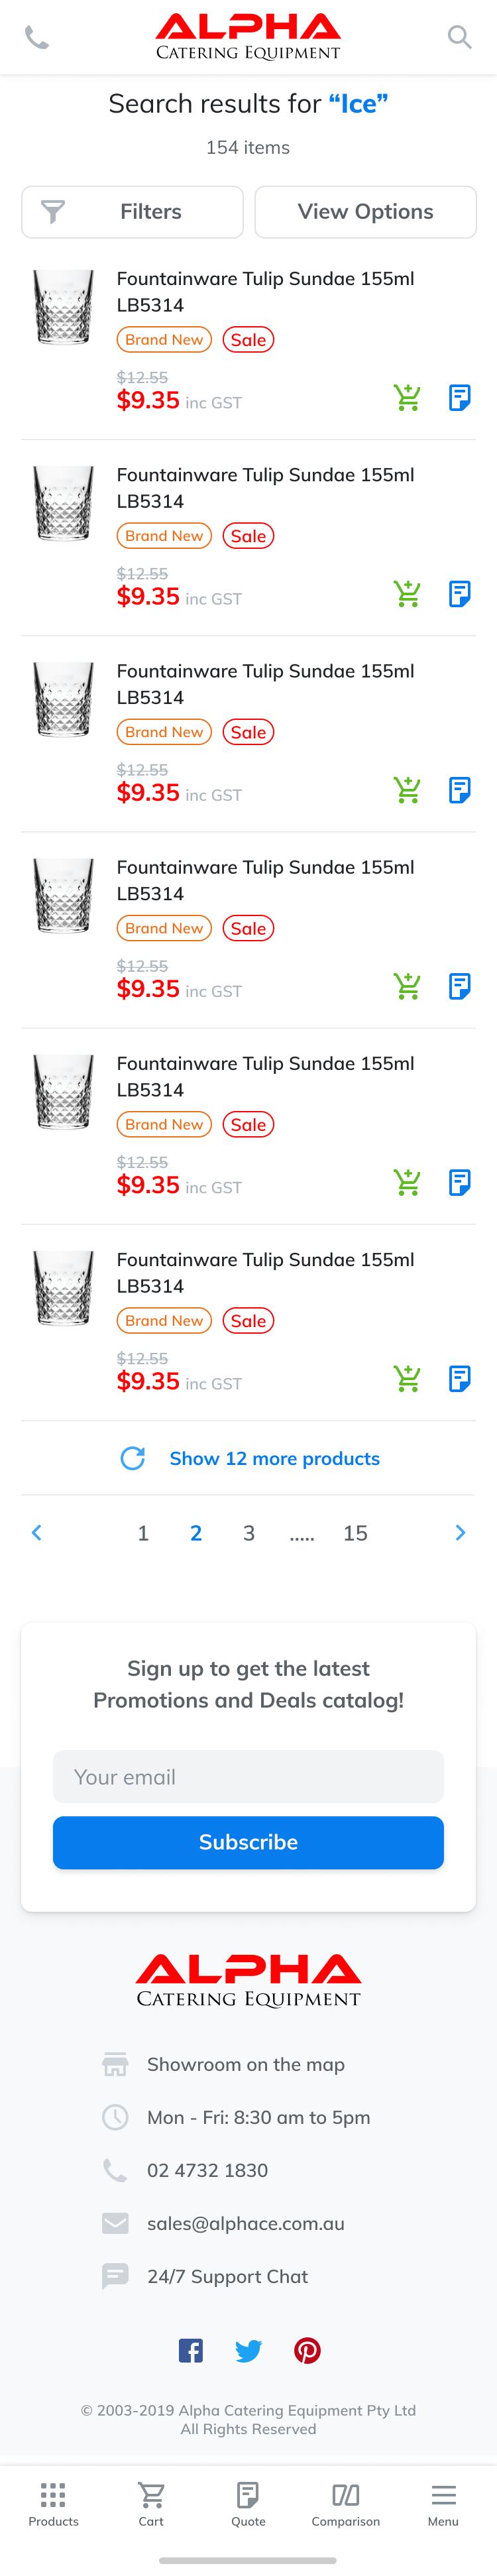 ALPHA
CATERING EQUIPMENT
Search results for “Ice”
154 items
Filters
View Options
Fountainware Tulip Sundae 155ml
LB5314
Brand New Sale
$12.55
$9.35 inc GST
Fountainware Tulip Sundae 155ml
LB5314
Brand New Sale
$12.55
$9.35 inc GST
Fountainware Tulip Sundae 155ml
LB5314
Brand New Sale
$12.55
$9.35 inc GST
Fountainware Tulip Sundae 155ml
LB5314
Brand New Sale
$12.55
$9.35 inc GST
Fountainware Tulip Sundae 155ml
LB5314
Brand New Sale
$12.55
$9.35 inc GST
Fountainware Tulip Sundae 155ml
LB5314
Brand New Sale
$12.55
$9.35 inc GST
Show 12 more products
1 2 3 ..... 15
Sign up to get the latest
Promotions and Deals catalog!
Your email
Subscribe
ALPHA
CATERING EQUIPMENT
Showroom on the map
Mon - Fri: 8:30 am to 5pm
02 4732 1830
sales@alphace.com.au
24/7 Support Chat
© 2003-2019 Alpha Catering Equipment Pty Ltd
All Rights Reserved
Products Cart Quote Comparison Menu